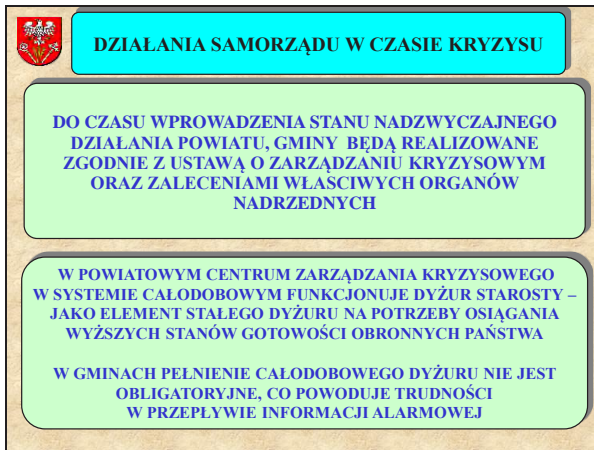 DZIAŁANIA SAMORZĄDU W CZASIE KRYZYSU
DO CZASU WPROWADZENIA STANU NADZWYCZAJNEGO
DZIAŁANIA POWIATU, GMINY BĘDĄ REALIZOWANE
ZGODNIE Z USTAWĄ O ZARZĄDZANIU KRYZYSOWYM
ORAZ ZALECENIAMI WŁASCIWYCH ORGANÓW
NADRZEDNYCH
W POWIATOWYM CENTRUM ZARZĄDZANIA KRYZYSOWEGO
W SYSTEMIE CAŁODOBOWYM FUNKCJONUJE DYŻUR STAROSTY –
JAKO ELEMENT STAŁEGO DYŻURU NA POTRZEBY OSIĄGANIA
WYŻSZYCH STANÓW GOTOWOŚCI OBRONNYCH PAŃSTWA
W GMINACH PEŁNIENIE CAŁODOBOWEGO DYŻURU NIE JEST
OBLIGATORYJNE, CO POWODUJE TRUDNOŚCI
W PRZEPŁYWIE INFORMACJI ALARMOWEJ